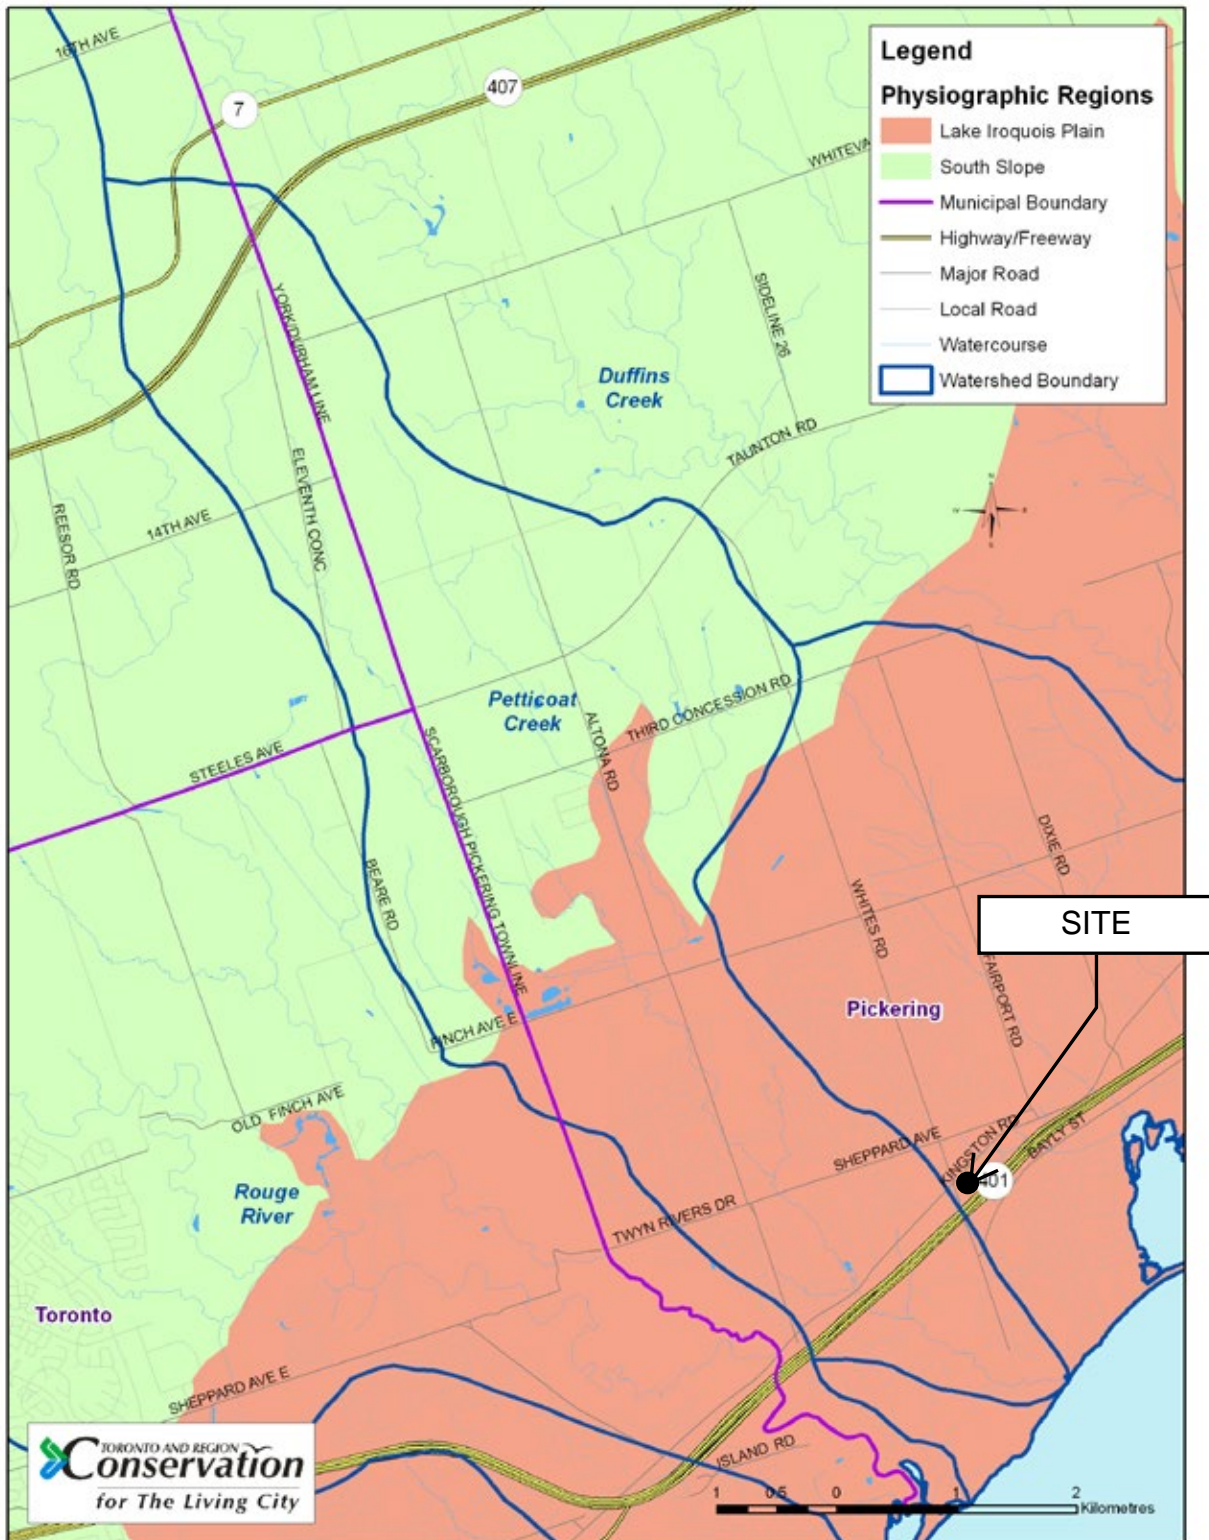 16TH AVE
7
407
WHITEVA
Legend
Physiographic Regions
Lake Iroquois Plain
South Slope
Municipal Boundary
Highway/Freeway
Major Road
Local Road
Watercourse
Watershed Boundary
YORK/DURHAM LINE
SIDELINE 26
Duffins
Creek
TAUNTON RD
ELEVENTH CONC
REESOR RD
14TH AVE
Petticoat
Creek
ALTONA RD
THIRD CONCESSION RD
STEELES AVE
SCARBOROUGH PICKERING TOWNLINE
BEARE RD
DIXIE RD
WHITES RD
SITE
FAIRPORT RD
Pickering
FINCH AVE E
OLD FINCH AVE
SHEPPARD AVE
KINGSTON RD
BAYLY ST
401
Rouge
River
TWYN RIVERS DR
Toronto
SHEPPARD AVE E
ISLAND RD
TORONTO AND REGION
Conservation
for The Living City
1 0.5 0 1 2
Kilometres